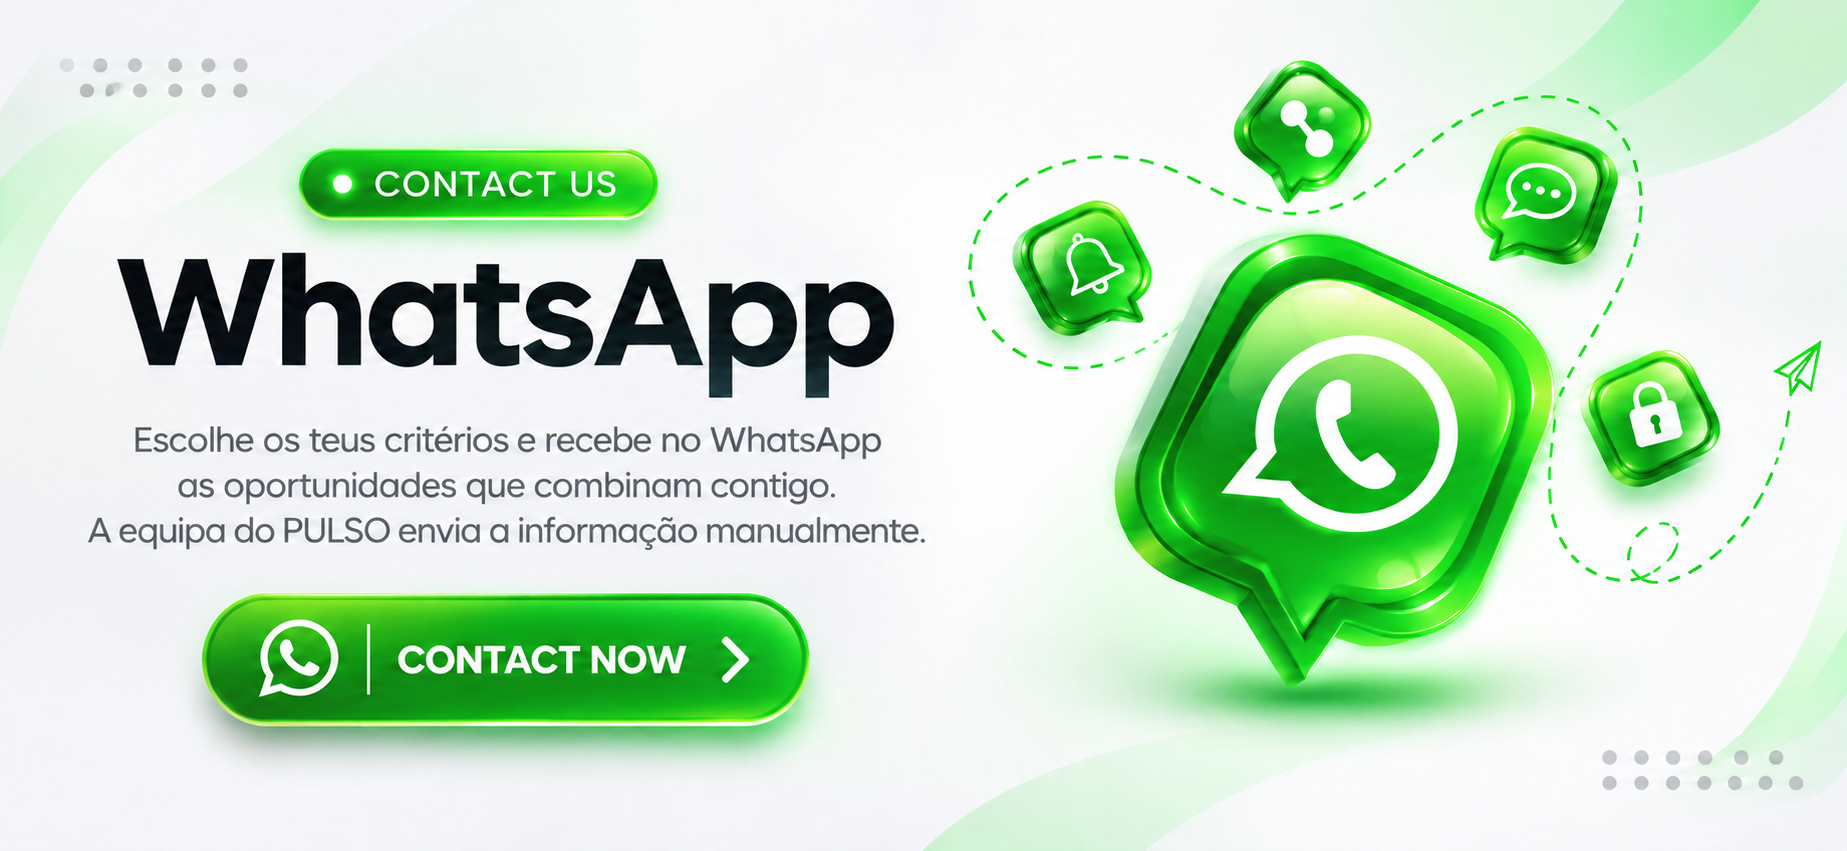 CONTACT US
WhatsApp
Escolhe os teus critérios e recebe no WhatsApp
as oportunidades que combinam contigo.
A equipa do PULSO envia a informação manualmente.
CONTACT NOW